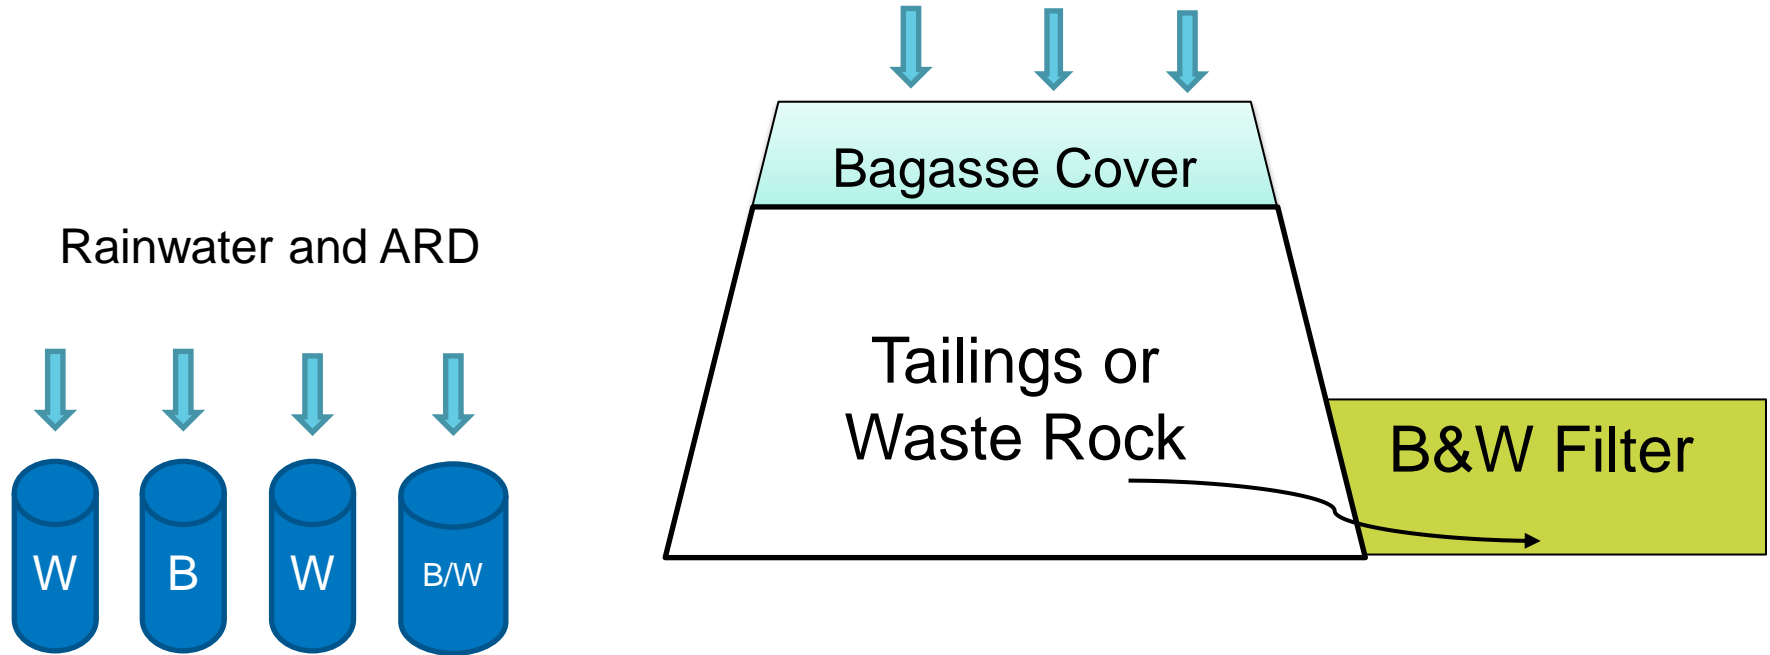 Rainwater and ARD
W
B
W
B/W
Bagasse Cover
Tailings or
Waste Rock
B&W Filter